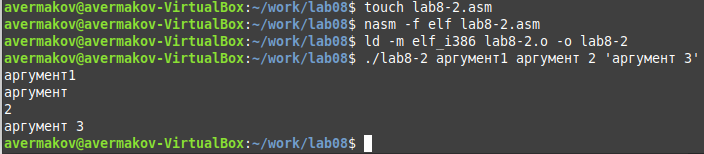 avermakov@avermakov-VirtualBox:~/work/lab08$ touch lab8-2.asm
avermakov@avermakov-VirtualBox:~/work/lab08$ nasm -f elf lab8-2.asm
avermakov@avermakov-VirtualBox:~/work/lab08$ ld -m elf_i386 lab8-2.o -o lab8-2
avermakov@avermakov-VirtualBox:~/work/lab08$ ./lab8-2 аргумент1 аргумент 2 'аргумент 3'
аргумент1
аргумент
2
аргумент 3
avermakov@avermakov-VirtualBox:~/work/lab08$